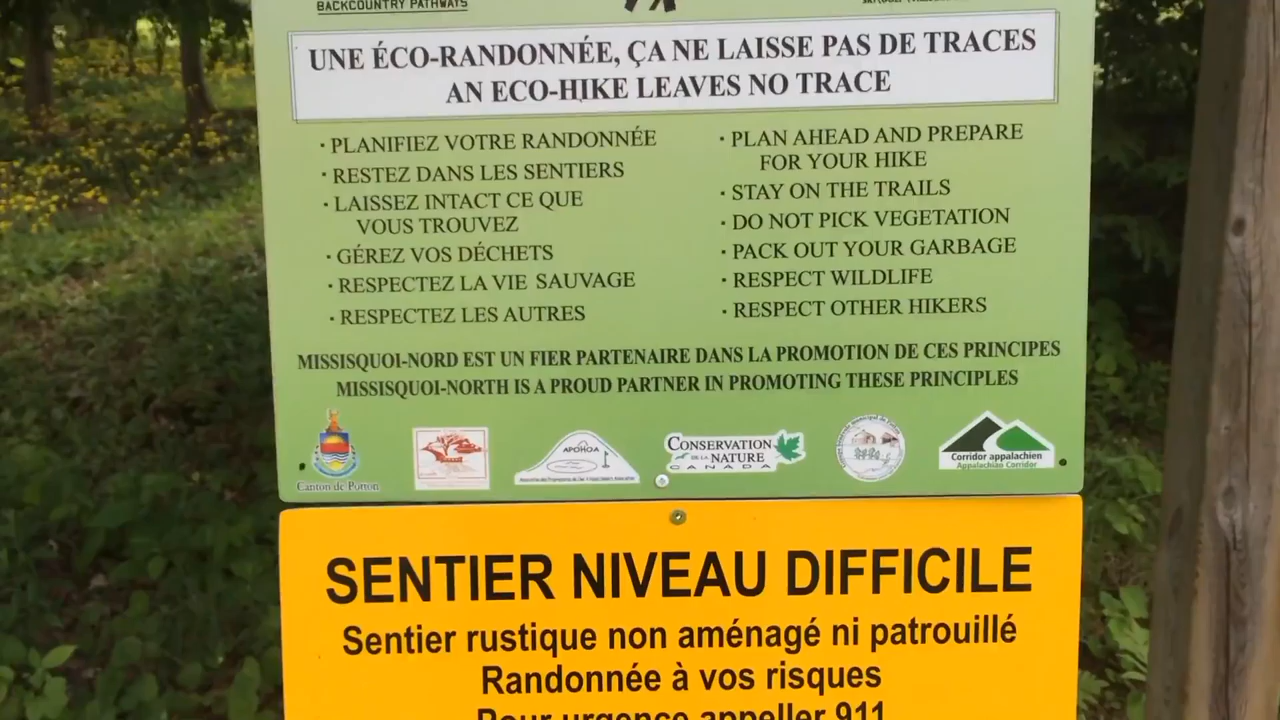 BACKCOUNTRY PATHWAYS
UNE ÉCO-RANDONNÉE, ÇA NE LAISSE PAS DE TRACES
AN ECO-HIKE LEAVES NO TRACE
· PLANIFIEZ VOTRE RANDONNÉE
· RESTEZ DANS LES SENTIERS
· LAISSEZ INTACT CE QUE
VOUS TROUVEZ
· GÉREZ VOS DÉCHETS
· RESPECTEZ LA VIE SAUVAGE
· RESPECTEZ LES AUTRES
· PLAN AHEAD AND PREPARE
FOR YOUR HIKE
· STAY ON THE TRAILS
· DO NOT PICK VEGETATION
· PACK OUT YOUR GARBAGE
· RESPECT WILDLIFE
· RESPECT OTHER HIKERS
MISSISQUOI-NORD EST UN FIER PARTENAIRE DANS LA PROMOTION DE CES PRINCIPES
MISSISQUOI-NORTH IS A PROUD PARTNER IN PROMOTING THESE PRINCIPLES
Canton de Potton
APOHOA
CONSERVATION
DE LA NATURE
CANADA
Corridor appalachien
Appalachian Corridor
SENTIER NIVEAU DIFFICILE
Sentier rustique non aménagé ni patrouillé
Randonnée à vos risques
Pour urgence appeller 911